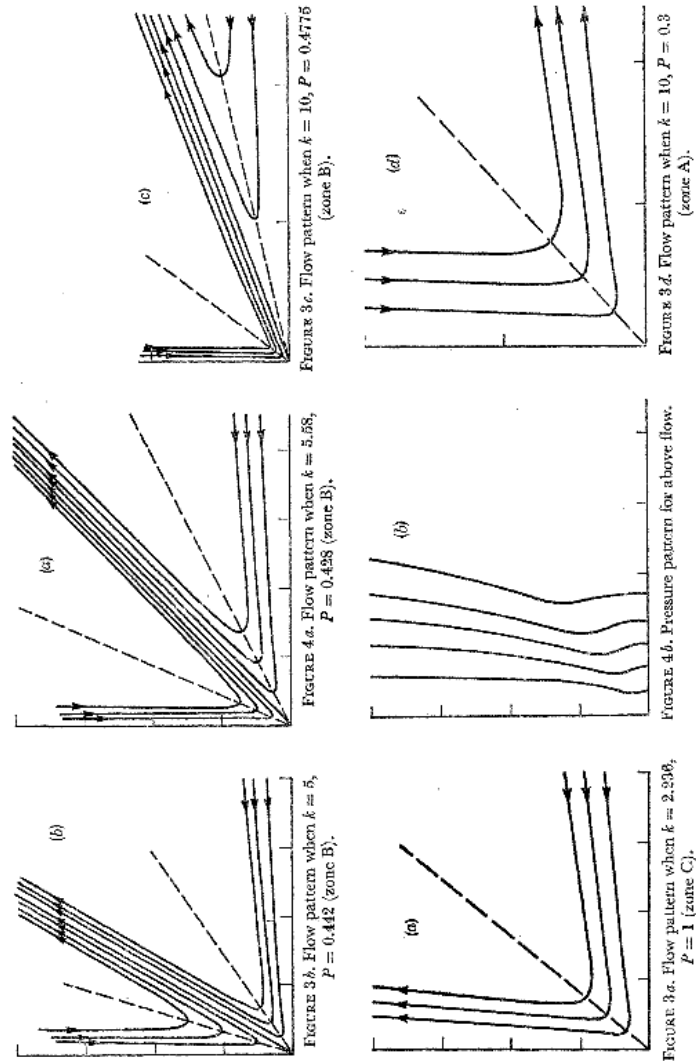 (b)
(a)
(c)
FIGURE 3b. Flow pattern when k = 5,
P = 0.442 (zone B).
FIGURE 4a. Flow pattern when k = 5.58,
P = 0.428 (zone B).
FIGURE 3c. Flow pattern when k = 10, P = 0.4775
(zone B).
(a)
(b)
(d)
FIGURE 3a. Flow pattern when k = 2.236,
P = 1 (zone C).
FIGURE 4b. Pressure pattern for above flow.
FIGURE 3d. Flow pattern when k = 10, P = 0.3
(zone A).